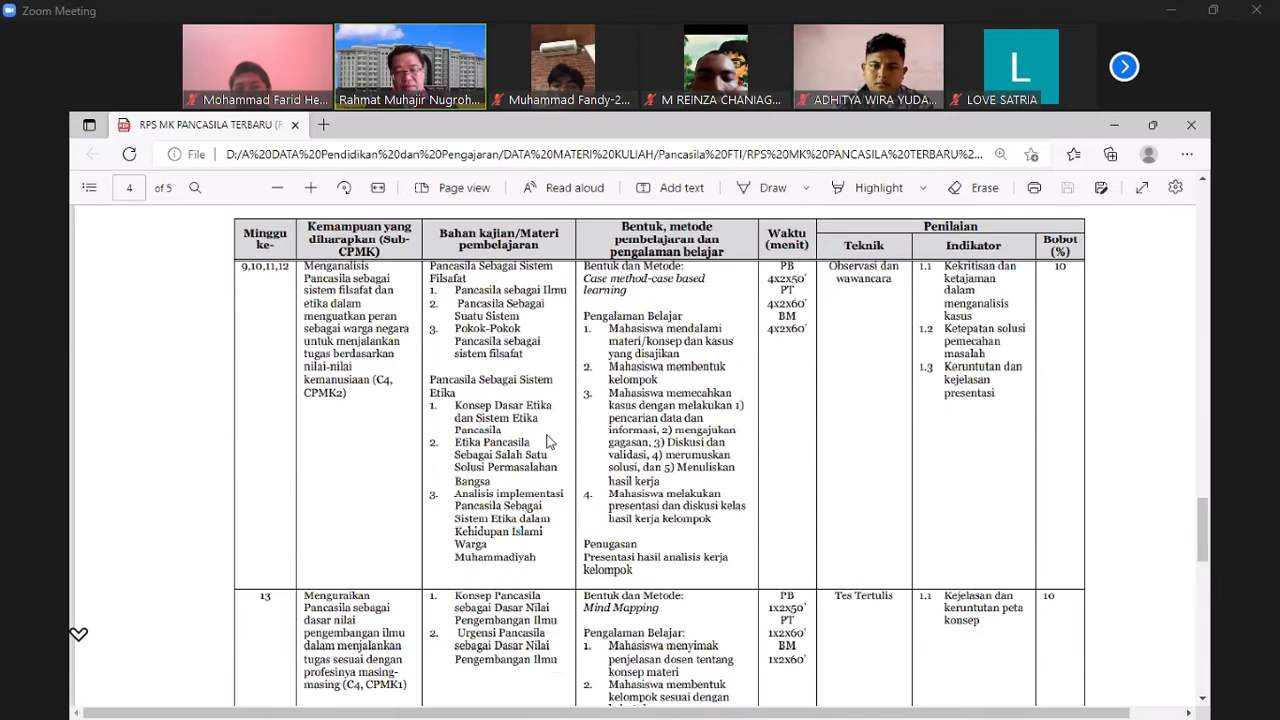 Zoom Meeting
Mohammad Farid He...
Rahmat Muhajir Nugroh...
Muhammad Fandy-2...
M REINZA CHANIAG...
ADHITYA WIRA YUDA...
L
LOVE SATRIA
RPS MK PANCASILA TERBARU (R
File
D:/A%20DATA%20Pendidikan%20dan%20Pengajaran/DATA%20MATERI%20KULIAH/Pancasila%20FTI/RPS%20MK%20PANCASILA%20TERBARU%2...
4 of 5
Page view
Read aloud
Add text
Draw
Highlight
Erase
Minggu
ke-
Kemampuan yang
diharapkan (Sub-
CPMK)
Bahan kajian/Materi
pembelajaran
Bentuk, metode
pembelajaran dan
pengalaman belajar
Waktu
(menit)
Penilaian
Teknik
Indikator
Bobot
(%)
9,10,11,12
Menganalisis
Pancasila sebagai
sistem filsafat dan
etika dalam
menguatkan peran
sebagai warga negara
untuk menjalankan
tugas berdasarkan
nilai-nilai
kemanusiaan (C4,
CPMK2)
Pancasila Sebagai Sistem
Filsafat
1. Pancasila sebagai Ilmu
2. Pancasila Sebagai
Suatu Sistem
3. Pokok-Pokok
Pancasila sebagai
sistem filsafat
Pancasila Sebagai Sistem
Etika
1. Konsep Dasar Etika
dan Sistem Etika
Pancasila
2. Etika Pancasila
Sebagai Salah Satu
Solusi Permasalahan
Bangsa
3. Analisis implementasi
Pancasila Sebagai
Sistem Etika dalam
Kehidupan Islami
Warga
Muhammadiyah
Bentuk dan Metode:
Case method-case based
learning
Pengalaman Belajar
1. Mahasiswa mendalami
materi/konsep dan kasus
yang disajikan
2. Mahasiswa membentuk
kelompok
3. Mahasiswa memecahkan
kasus dengan melakukan 1)
pencarian data dan
informasi, 2) mengajukan
gagasan, 3) Diskusi dan
validasi, 4) merumuskan
solusi, dan 5) Menuliskan
hasil kerja
4. Mahasiswa melakukan
presentasi dan diskusi kelas
hasil kerja kelompok
Penugasan
Presentasi hasil analisis kerja
kelompok
PB
4x2x50'
PT
4x2x60'
BM
4x2x60'
Observasi dan
wawancara
1.1 Kekritisan dan
ketajaman
dalam
menganalisis
kasus
1.2 Ketepatan solusi
pemecahan
masalah
1.3 Keruntutan dan
kejelasan
presentasi
10
13
Menguraikan
Pancasila sebagai
dasar nilai
pengembangan ilmu
dalam menjalankan
tugas sesuai dengan
profesinya masing-
masing (C4, CPMK1)
1. Konsep Pancasila
sebagai Dasar Nilai
Pengembangan Ilmu
2. Urgensi Pancasila
sebagai Dasar Nilai
Pengembangan Ilmu
Bentuk dan Metode:
Mind Mapping
Pengalaman Belajar:
1. Mahasiswa menyimak
penjelasan dosen tentang
konsep materi
2. Mahasiswa membentuk
kelompok sesuai dengan
PB
1x2x50'
PT
1x2x60'
BM
1x2x60'
Tes Tertulis
1.1 Kejelasan dan
keruntutan peta
konsep
10